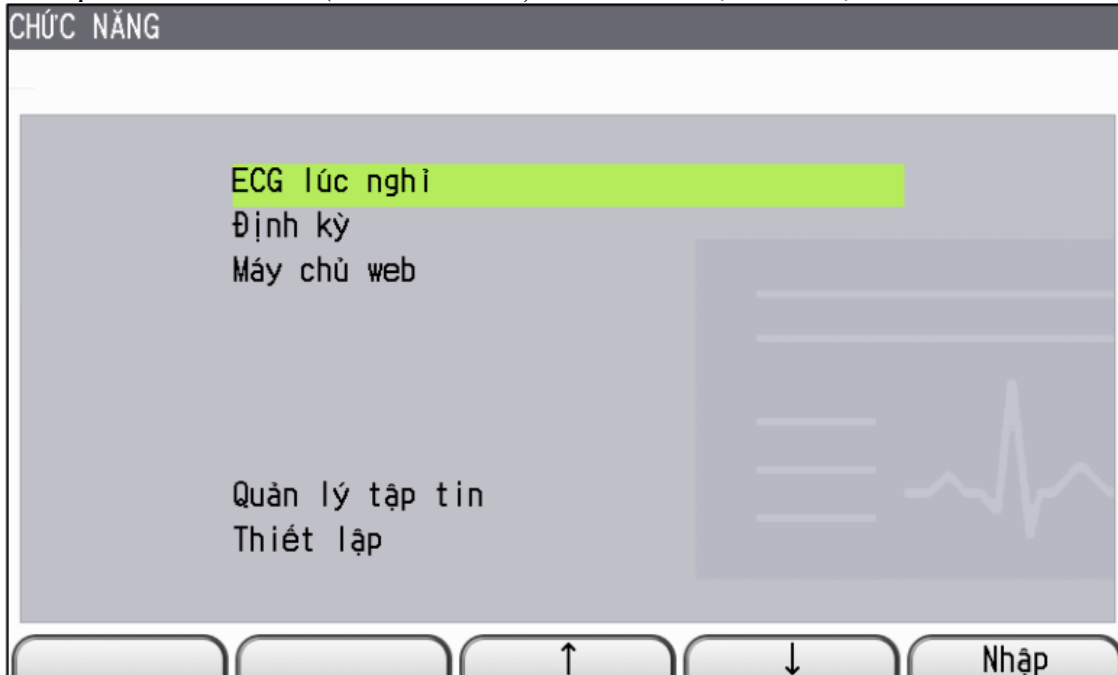 CHỨC NĂNG
ECG lúc nghỉ
Định kỳ
Máy chủ web
Quản lý tập tin
Thiết lập
↑ ↓ Nhập